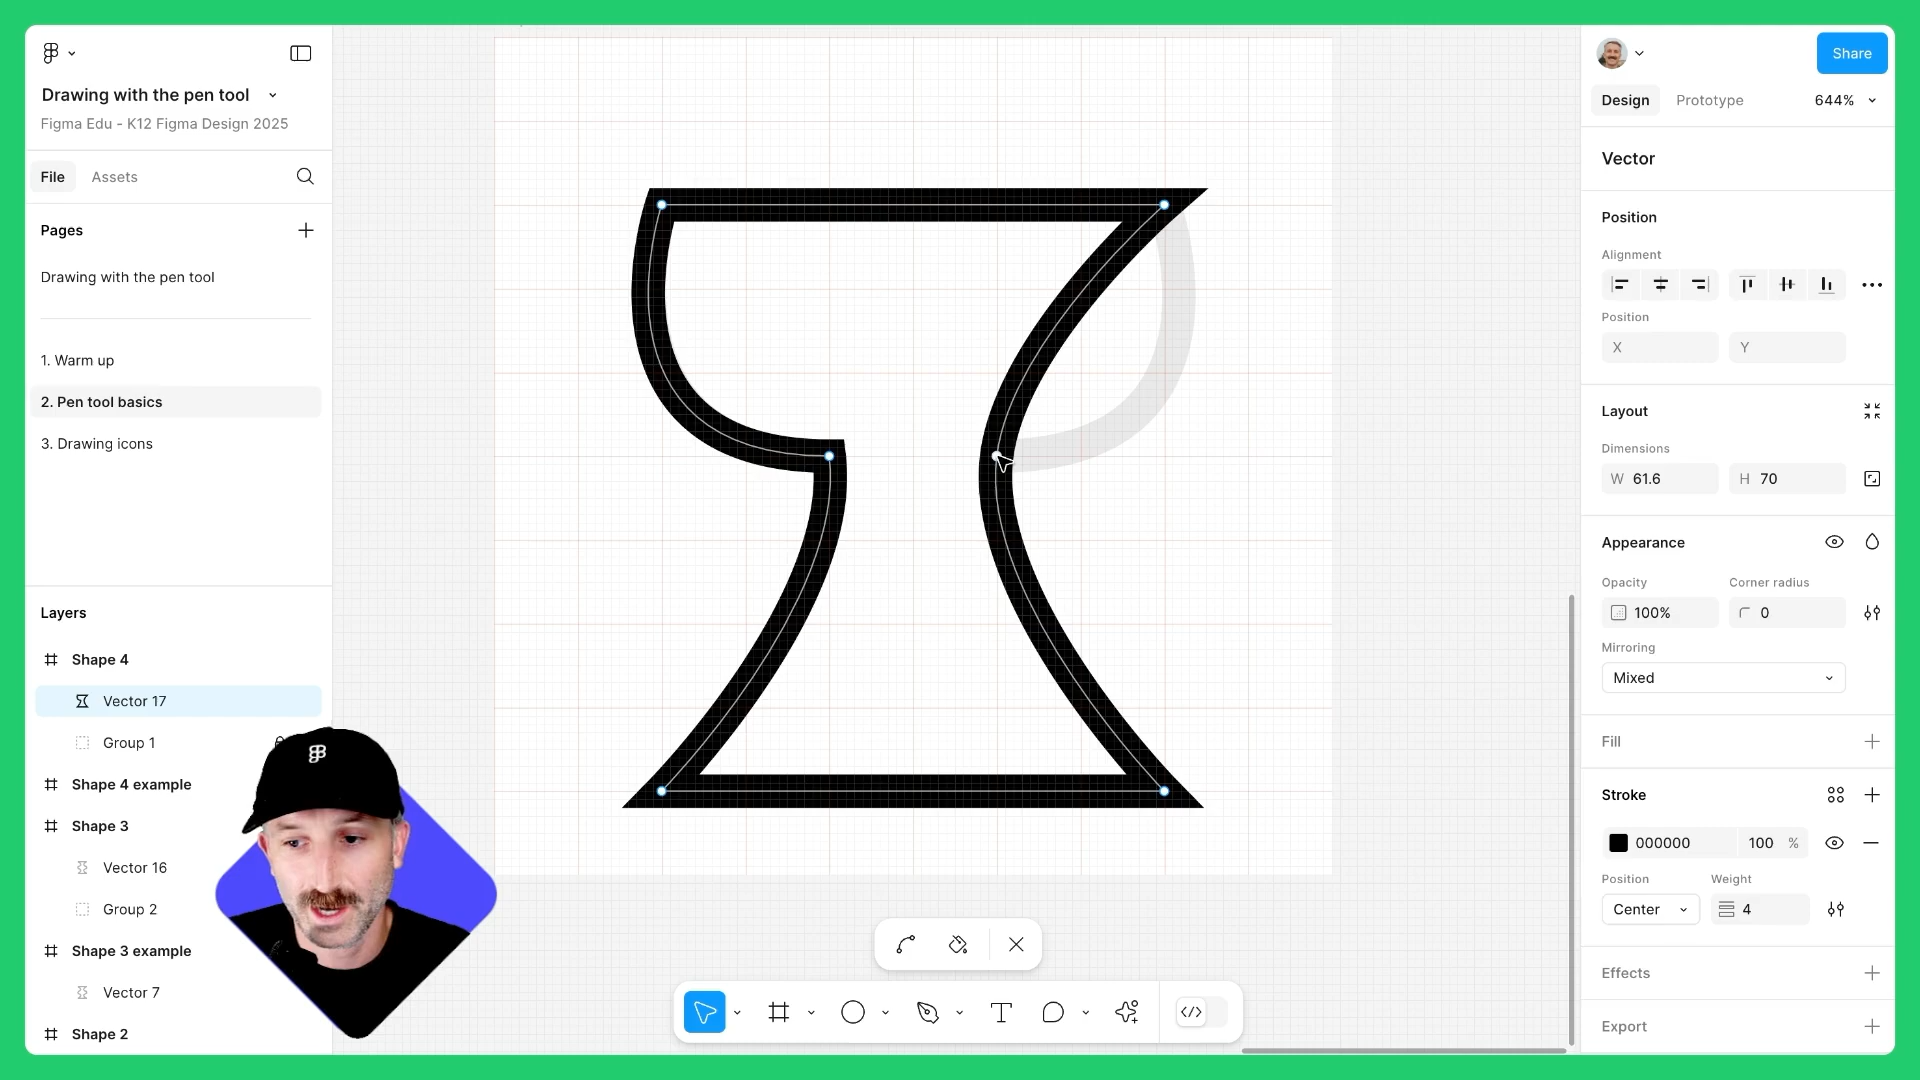 Drawing with the pen tool
Figma Edu - K12 Figma Design 2025
File
Assets
Pages
Drawing with the pen tool
1. Warm up
2. Pen tool basics
3. Drawing icons
Layers
Shape 4
Vector 17
Group 1
Shape 4 example
Shape 3
Vector 16
Group 2
Shape 3 example
Vector 7
Shape 2
Share
Design
Prototype
644%
Vector
Position
Alignment
Position
X
Y
Layout
Dimensions
W 61.6
H 70
Appearance
Opacity
Corner radius
100%
0
Mirroring
Mixed
Fill
Stroke
000000
100 %
Position
Weight
Center
4
Effects
Export